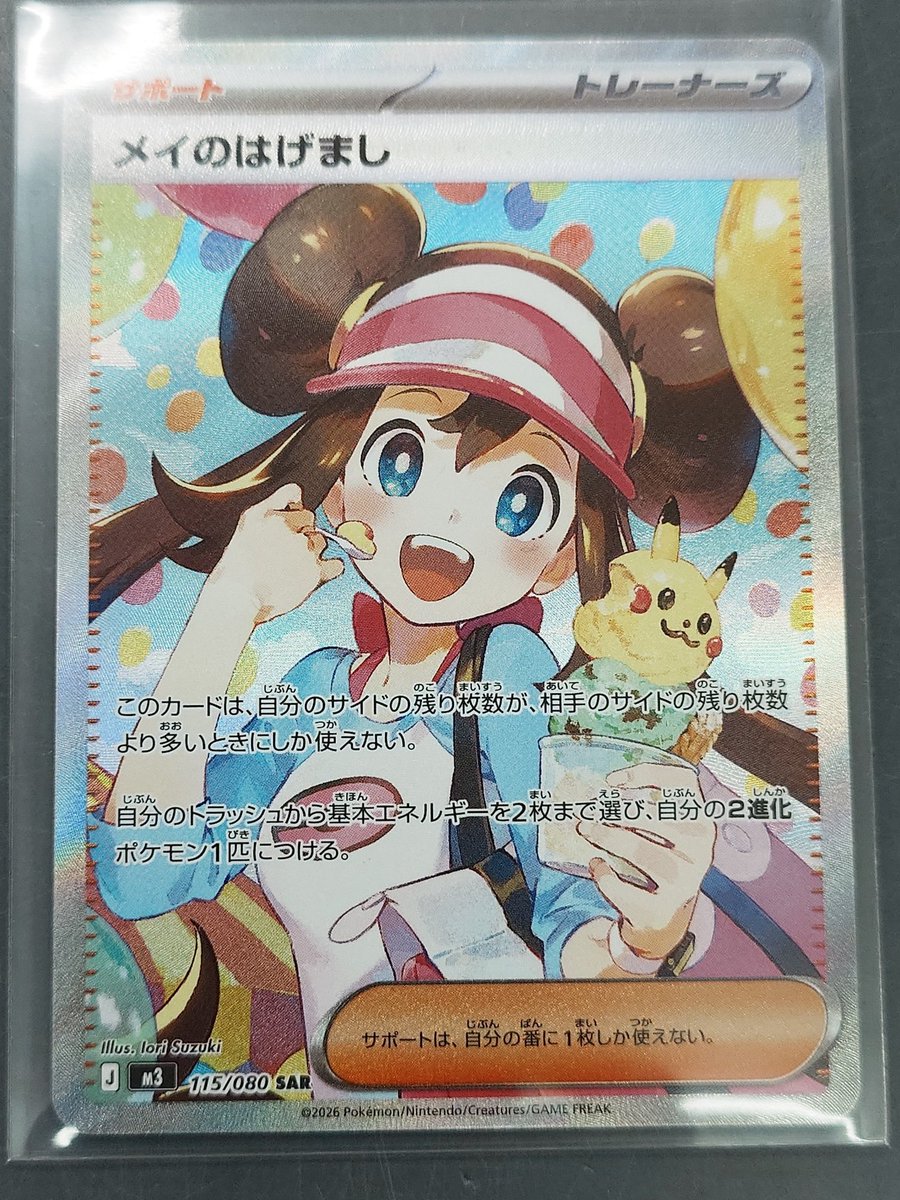 サポート
トレーナーズ
メイのはげまし
このカードは、自分のサイドの残り枚数が、相手のサイドの残り枚数
より多いときにしか使えない。
自分のトラッシュから基本エネルギーを2枚まで選び、自分の2進化
ポケモン1匹につける。
サポートは、自分の番に1枚しか使えない。
Illus. Iori Suzuki
J m3 115/080 SAR
©2026 Pokémon/Nintendo/Creatures/GAME FREAK